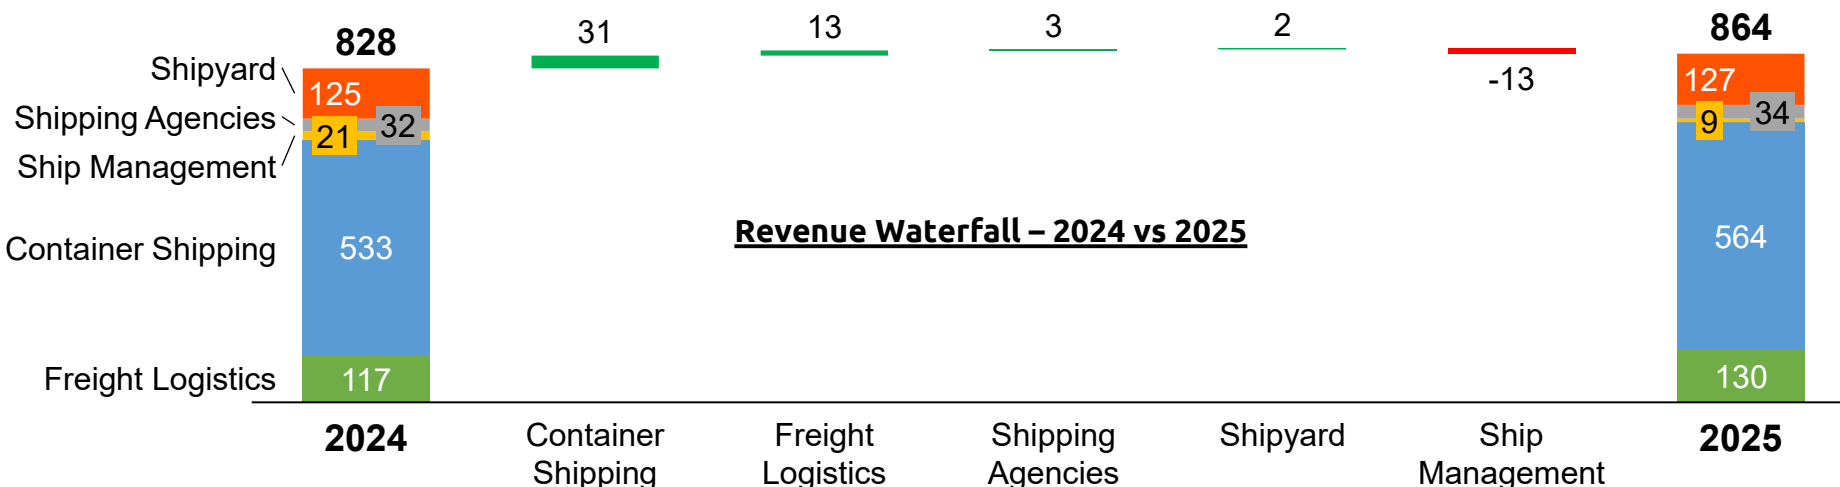 828
31
13
3
2
-13
864
Shipyard
Shipping Agencies
Ship Management
Container Shipping
Freight Logistics
125
32
21
533
117
Revenue Waterfall – 2024 vs 2025
127
34
9
564
130
2024
Container
Shipping
Freight
Logistics
Shipping
Agencies
Shipyard
Ship
Management
2025